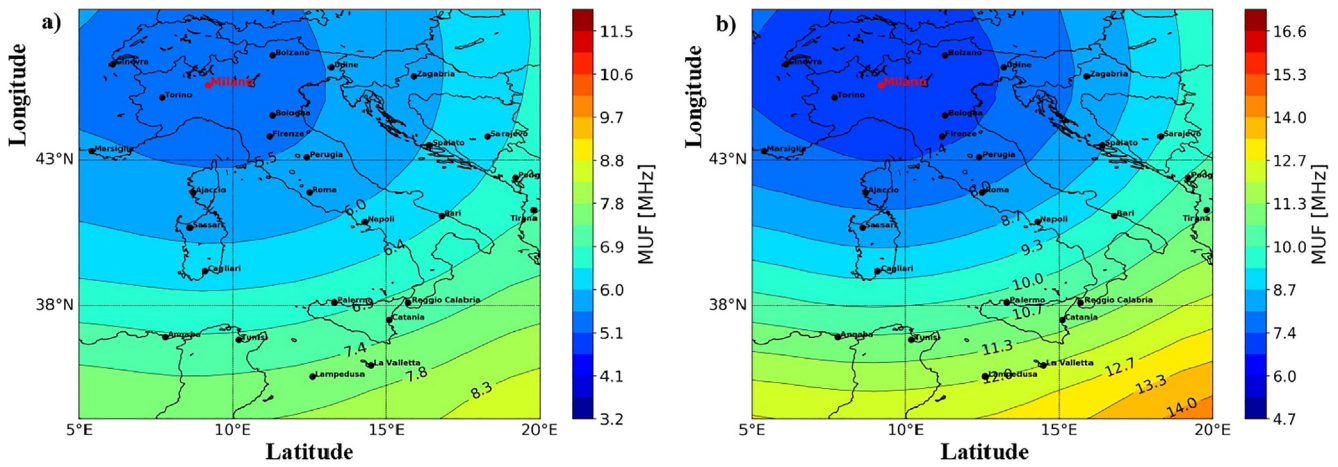 a)
Ginevra
Bolzano
Udine
Zagabria
Milano
Torino
Bologna
Firenze
Sarajevo
Spalato
Marsiglia
Perugia
43°N
5.5
Ajaccio
Roma
6.0
Podg
Sassari
Napoli
Bari
Tirana
6.4
Cagliari
38°N
Palermo
6.9
Reggio Calabria
Catania
Annaba
Tunisi
7.4
La Valletta
Lampedusa
7.8
8.3
5°E
10°E
15°E
20°E
Longitude
Latitude
11.5
10.6
9.7
8.8
7.8
6.9
6.0
5.1
4.1
3.2
MUF [MHz]
b)
Ginevra
Bolzano
Udine
Zagabria
Milano
Torino
Bologna
Firenze
Sarajevo
Spalato
Marsiglia
Perugia
43°N
7.4
Ajaccio
Roma
8.0
Podg
Sassari
Napoli
Bari
Tirana
8.7
9.3
Cagliari
10.0
38°N
Palermo
Reggio Calabria
10.7
Catania
Annaba
Tunisi
11.3
La Valletta
Lampedusa
12.0
12.7
13.3
14.0
5°E
10°E
15°E
20°E
Longitude
Latitude
16.6
15.3
14.0
12.7
11.3
10.0
8.7
7.4
6.0
4.7
MUF [MHz]